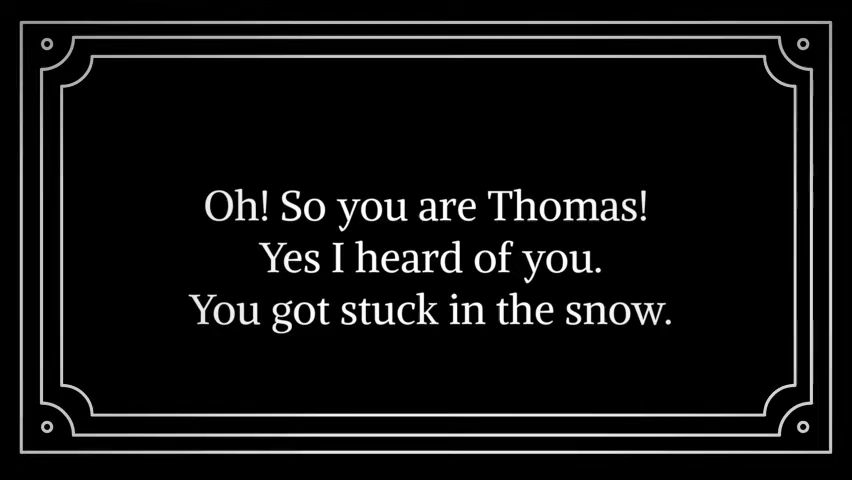 Oh! So you are Thomas!
Yes I heard of you.
You got stuck in the snow.